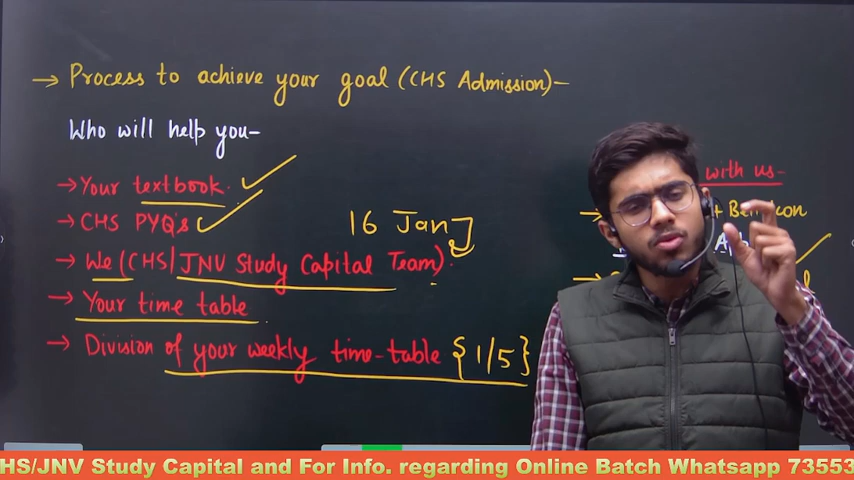 → Process to achieve your goal (CHS Admission)-
Who will help you-
→ Your textbook.
→ CHS PYQ's
16 Jan
→ We (CHS/JNV Study Capital Team).
→ Your time table
→ Division of your weekly time-table {1/5}
with us-
+
HS/JNV Study Capital and For Info. regarding Online Batch Whatsapp 73553